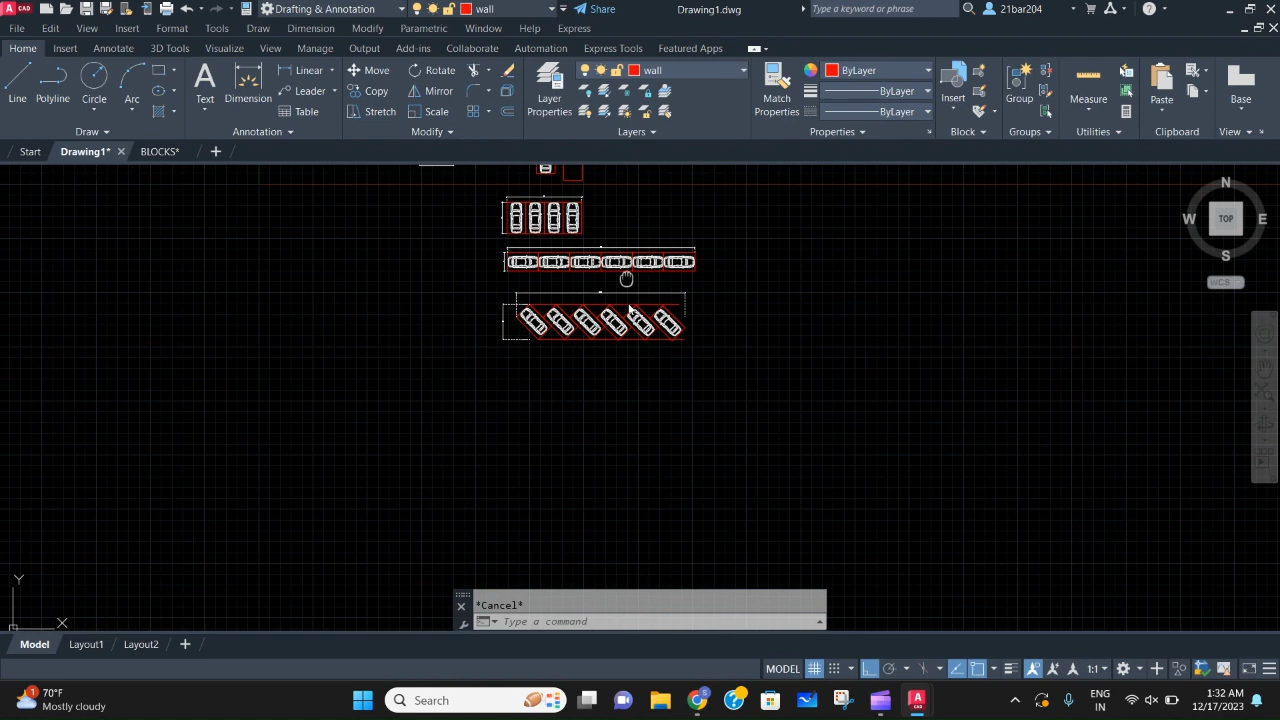 CAD
Drafting & Annotation
wall
Share
Drawing1.dwg
Type a keyword or phrase
21bar204
File
Edit
View
Insert
Format
Tools
Draw
Dimension
Modify
Parametric
Window
Help
Express
Home
Insert
Annotate
3D Tools
Visualize
View
Manage
Output
Add-ins
Collaborate
Automation
Express Tools
Featured Apps
Line
Polyline
Circle
Arc
Text
Dimension
Linear
Leader
Table
Move
Rotate
Copy
Mirror
Stretch
Scale
Layer
Properties
wall
Match
Properties
ByLayer
ByLayer
ByLayer
Insert
Group
Measure
Paste
Base
Draw
Annotation
Modify
Layers
Properties
Block
Groups
Utilities
Clipboard
View
Start
Drawing1*
BLOCKS*
N
W
TOP
E
S
WCS
Y
X
*Cancel*
Type a command
Model
Layout1
Layout2
MODEL
1:1
1
70°F
Mostly cloudy
Search
ENG
IN
1:32 AM
12/17/2023